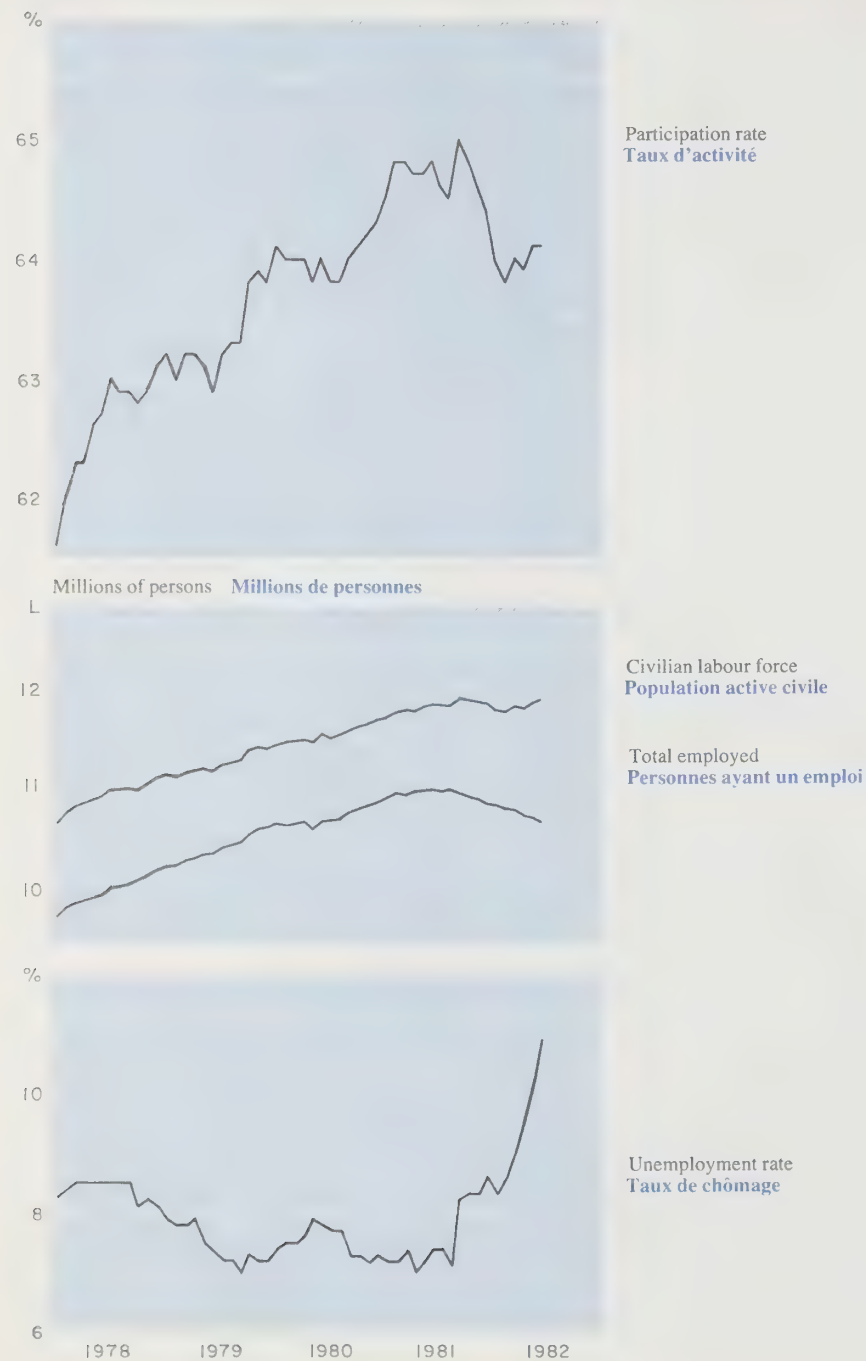 %
65
Participation rate
Taux d'activité
64
63
62
Millions of persons Millions de personnes
L
12
Civilian labour force
Population active civile
11
Total employed
Personnes ayant un emploi
10
%
10
Unemployment rate
Taux de chômage
8
6
1978 1979 1980 1981 1982